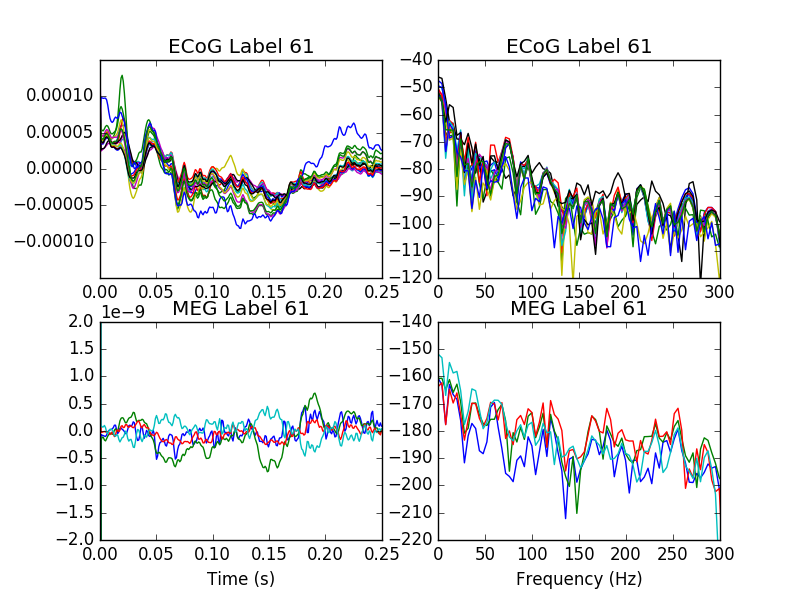 ECoG Label 61
0.00010
0.00005
0.00000
−0.00005
−0.00010
0.00 0.05 0.10 0.15 0.20 0.25
ECoG Label 61
−40
−50
−60
−70
−80
−90
−100
−110
−120
0 50 100 150 200 250 300
MEG Label 61
1e−9
2.0
1.5
1.0
0.5
0.0
−0.5
−1.0
−1.5
−2.0
0.00 0.05 0.10 0.15 0.20 0.25
Time (s)
MEG Label 61
−140
−150
−160
−170
−180
−190
−200
−210
−220
0 50 100 150 200 250 300
Frequency (Hz)